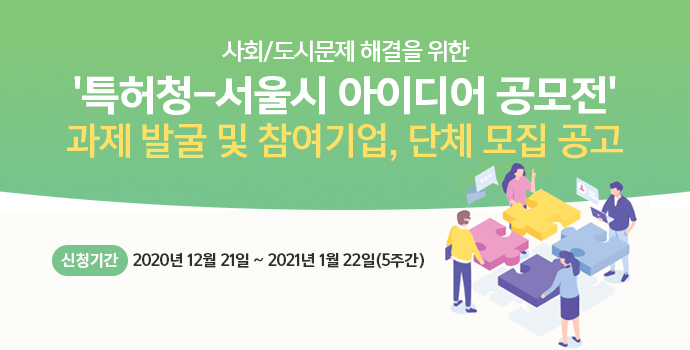 사회/도시문제 해결을 위한
'특허청-서울시 아이디어 공모전'
과제 발굴 및 참여기업, 단체 모집 공고
신청기간 2020년 12월 21일 ~ 2021년 1월 22일(5주간)